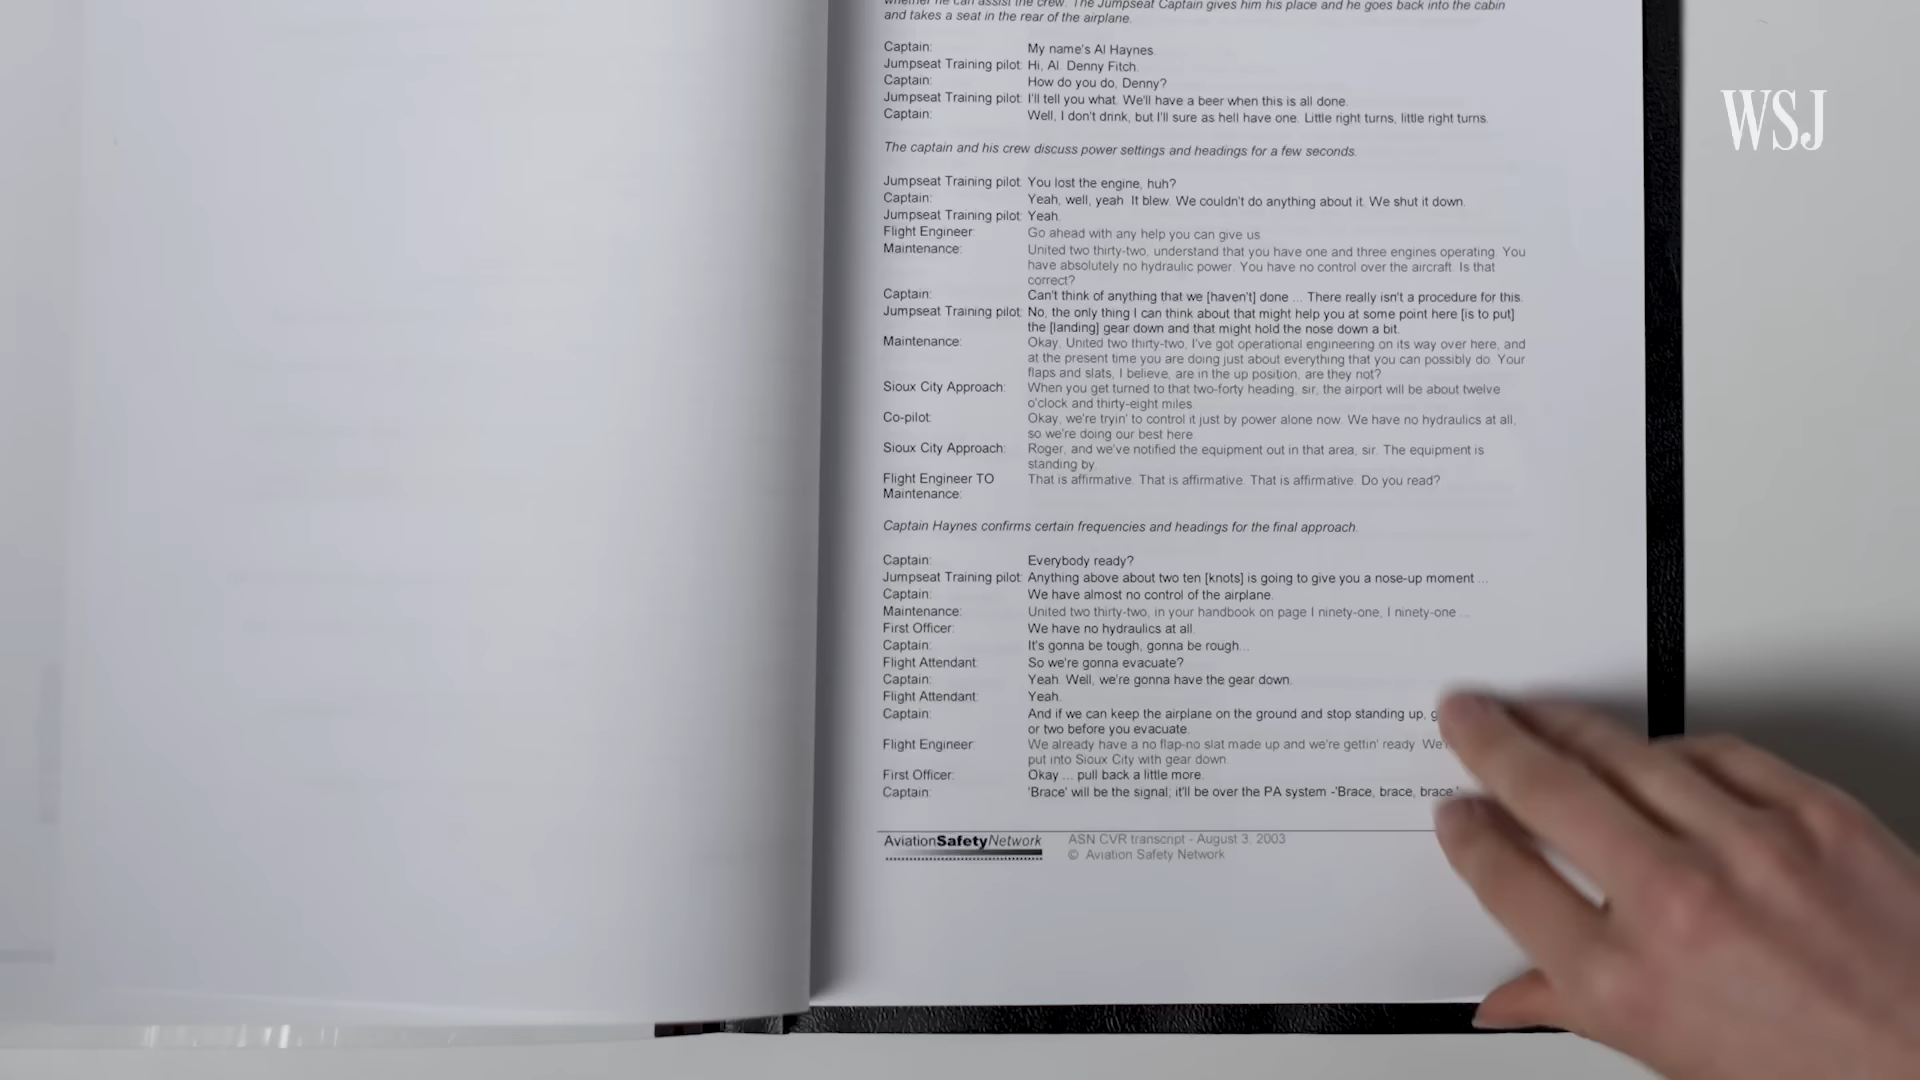 whether he can assist the crew. The Jumpseat Captain gives him his place and he goes back into the cabin
and takes a seat in the rear of the airplane.
WSJ
Captain: My name's Al Haynes.
Jumpseat Training pilot: Hi, Al. Denny Fitch.
Captain: How do you do, Denny?
Jumpseat Training pilot: I'll tell you what. We'll have a beer when this is all done.
Captain: Well, I don't drink, but I'll sure as hell have one. Little right turns, little right turns.
The captain and his crew discuss power settings and headings for a few seconds.
Jumpseat Training pilot: You lost the engine, huh?
Captain: Yeah, well, yeah. It blew. We couldn't do anything about it. We shut it down.
Jumpseat Training pilot: Yeah.
Flight Engineer: Go ahead with any help you can give us
Maintenance: United two thirty-two, understand that you have one and three engines operating. You
have absolutely no hydraulic power. You have no control over the aircraft. Is that
correct?
Captain: Can't think of anything that we [haven't] done ... There really isn't a procedure for this.
Jumpseat Training pilot: No, the only thing I can think about that might help you at some point here [is to put]
the [landing] gear down and that might hold the nose down a bit.
Maintenance: Okay, United two thirty-two, I've got operational engineering on its way over here, and
at the present time you are doing just about everything that you can possibly do. Your
flaps and slats, I believe, are in the up position, are they not?
Sioux City Approach: When you get turned to that two-forty heading, sir, the airport will be about twelve
o'clock and thirty-eight miles.
Co-pilot: Okay, we're tryin' to control it just by power alone now. We have no hydraulics at all,
so we're doing our best here
Sioux City Approach: Roger, and we've notified the equipment out in that area, sir. The equipment is
standing by.
Flight Engineer TO That is affirmative. That is affirmative. That is affirmative. Do you read?
Maintenance:
Captain Haynes confirms certain frequencies and headings for the final approach.
Captain: Everybody ready?
Jumpseat Training pilot: Anything above about two ten [knots] is going to give you a nose-up moment ...
Captain: We have almost no control of the airplane.
Maintenance: United two thirty-two, in your handbook on page I ninety-one, I ninety-one ...
First Officer: We have no hydraulics at all.
Captain: It's gonna be tough, gonna be rough...
Flight Attendant: So we're gonna evacuate?
Captain: Yeah. Well, we're gonna have the gear down.
Flight Attendant: Yeah.
Captain: And if we can keep the airplane on the ground and stop standing up,
or two before you evacuate.
Flight Engineer: We already have a no flap-no slat made up and we're gettin' ready.
put into Sioux City with gear down.
First Officer: Okay ... pull back a little more.
Captain: 'Brace' will be the signal; it'll be over the PA system -'Brace, brace, brace.'
AviationSafetyNetwork ASN CVR transcript - August 3, 2003
© Aviation Safety Network